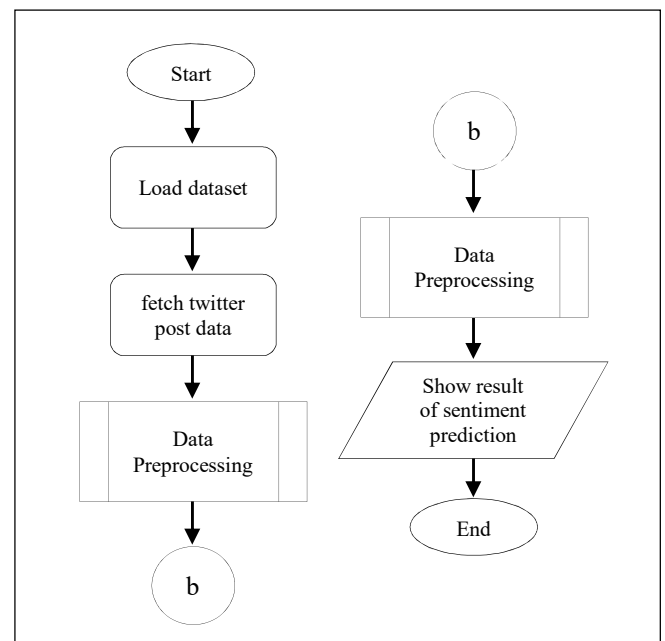 Start
Load dataset
fetch twitter
post data
Data
Preprocessing
b
b
Data
Preprocessing
Show result
of sentiment
prediction
End